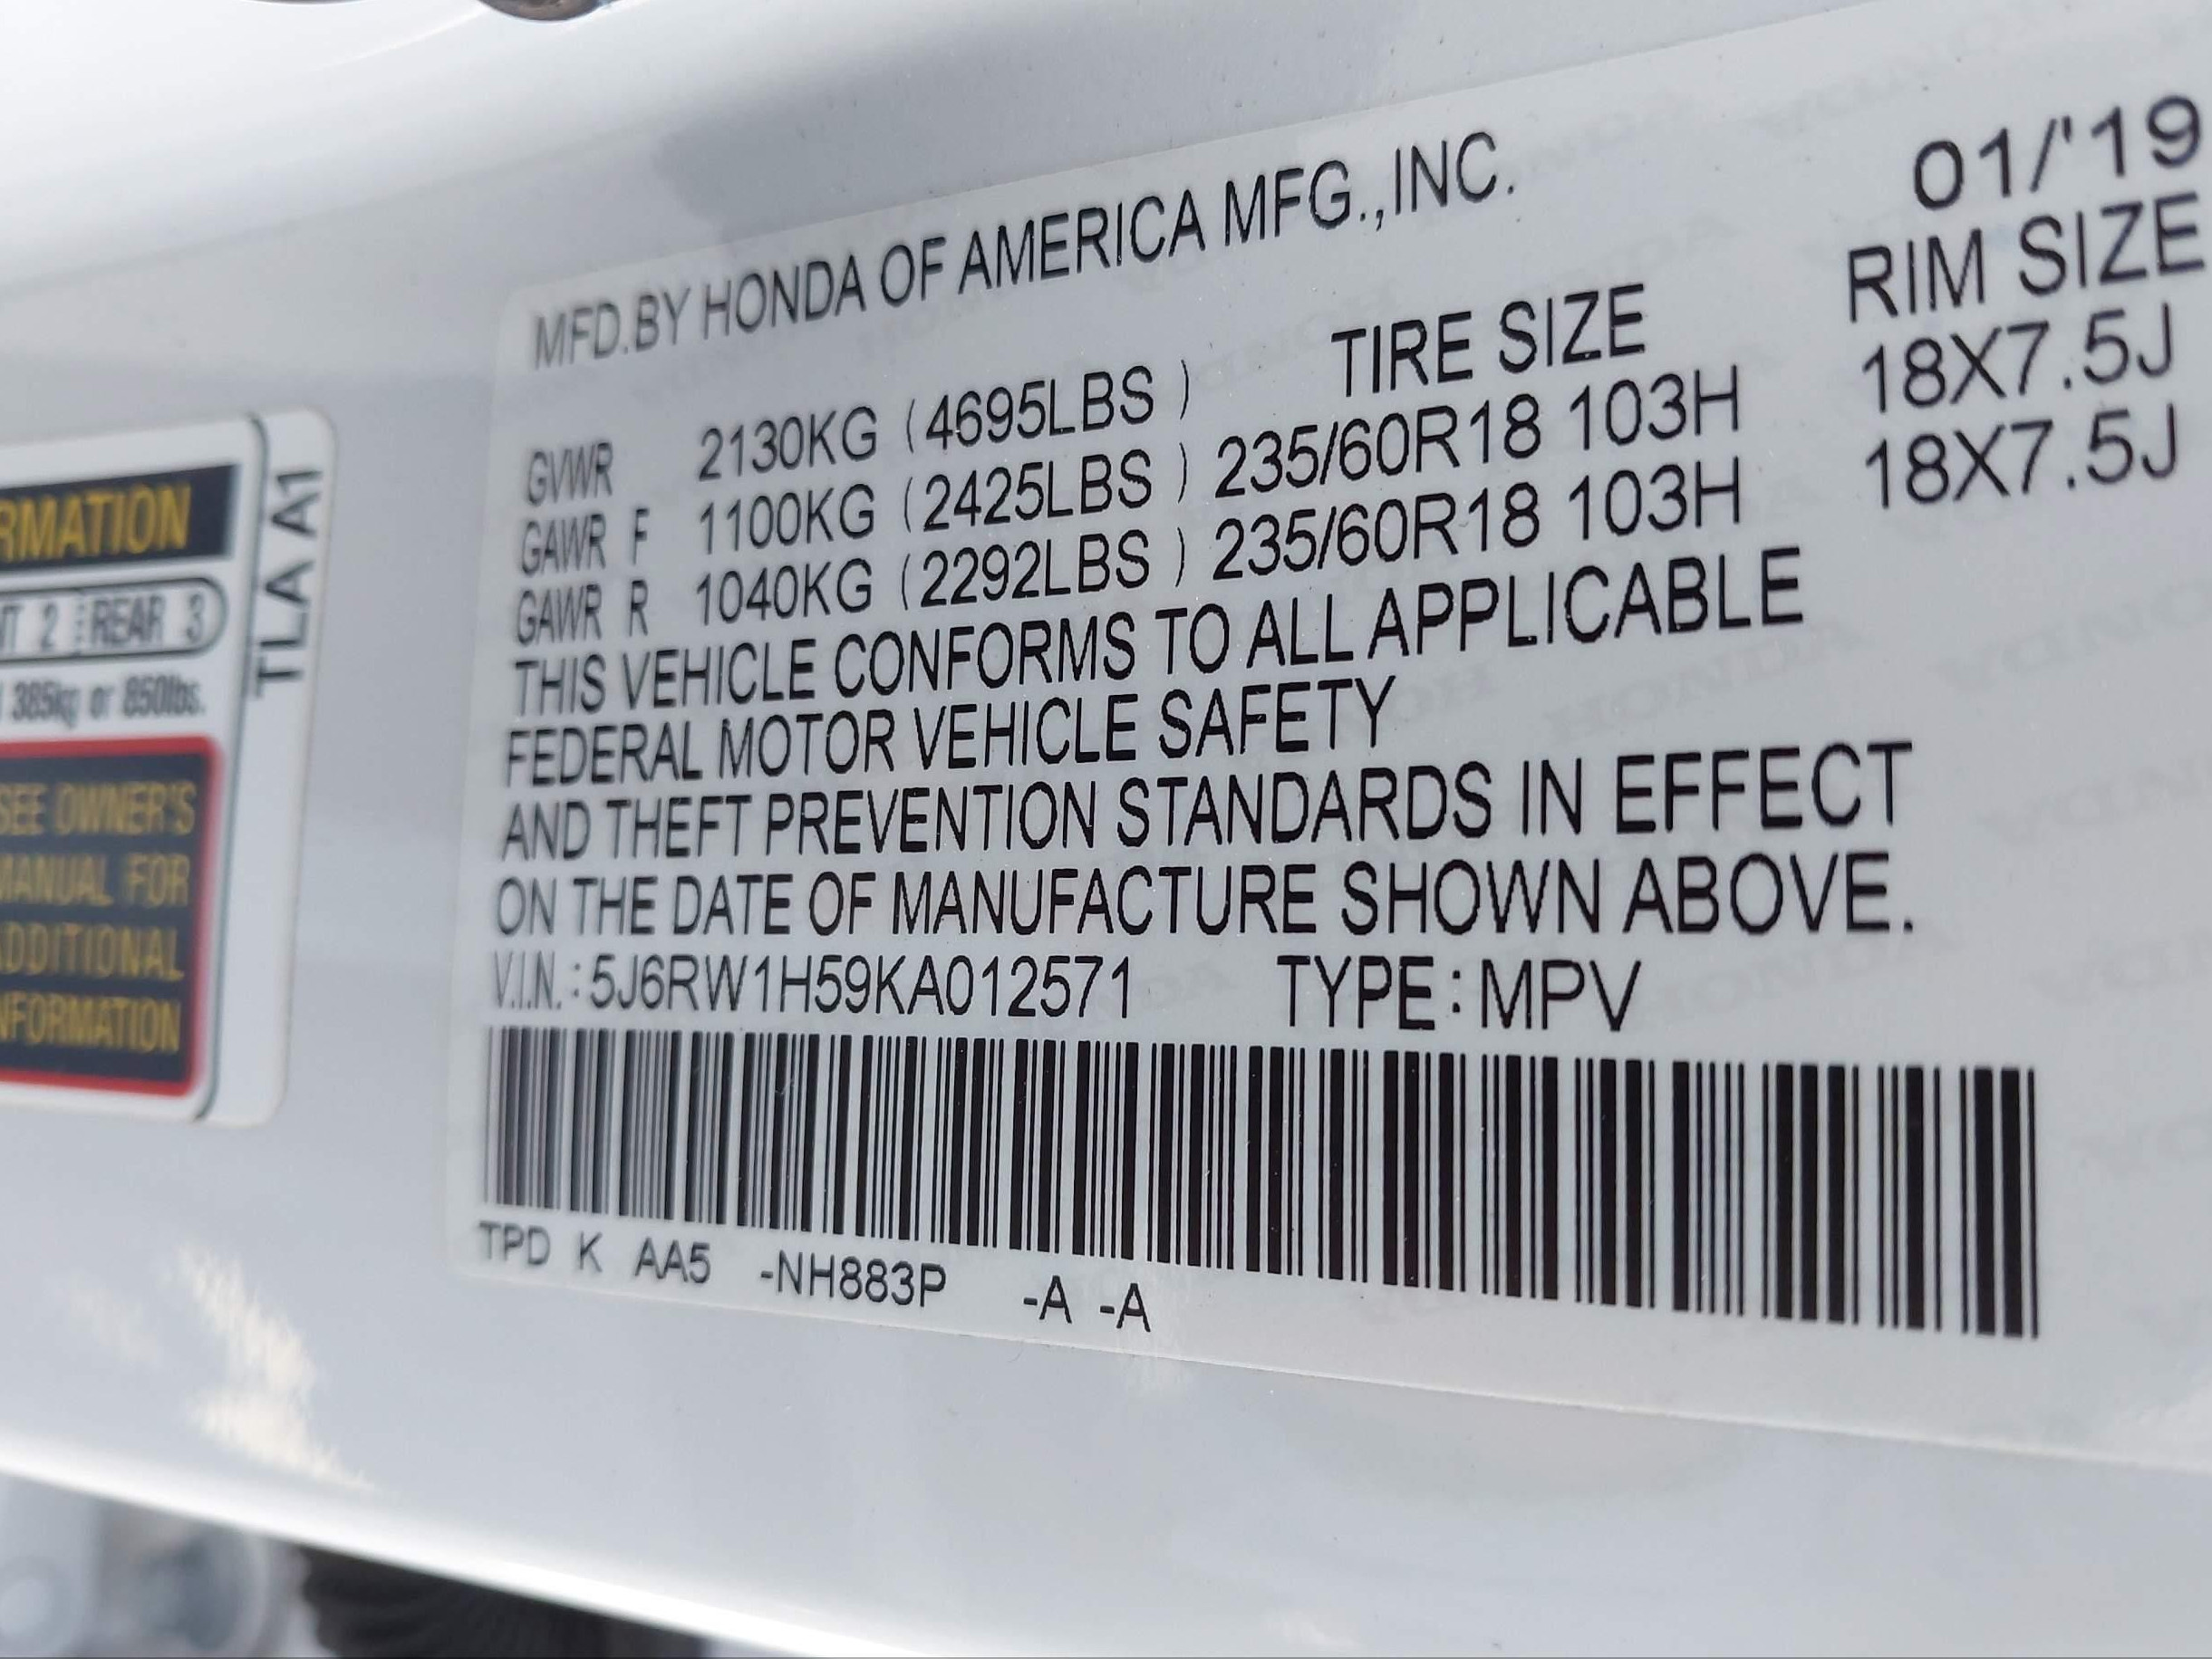 MFD.BY HONDA OF AMERICA MFG.,INC. 01/'19
TIRE SIZE RIM SIZE
GVWR 2130KG (4695LBS)
GAWR F 1100KG (2425LBS) 235/60R18 103H 18X7.5J
GAWR R 1040KG (2292LBS) 235/60R18 103H 18X7.5J
THIS VEHICLE CONFORMS TO ALL APPLICABLE
FEDERAL MOTOR VEHICLE SAFETY
AND THEFT PREVENTION STANDARDS IN EFFECT
ON THE DATE OF MANUFACTURE SHOWN ABOVE.
V.I.N.: 5J6RW1H59KA012571 TYPE: MPV
TPD K AA5 -NH883P -A -A
RMATION
2 REAR 3
385kg or 850lbs.
SEE OWNER'S
MANUAL FOR
ADDITIONAL
NFORMATION
TLA A1